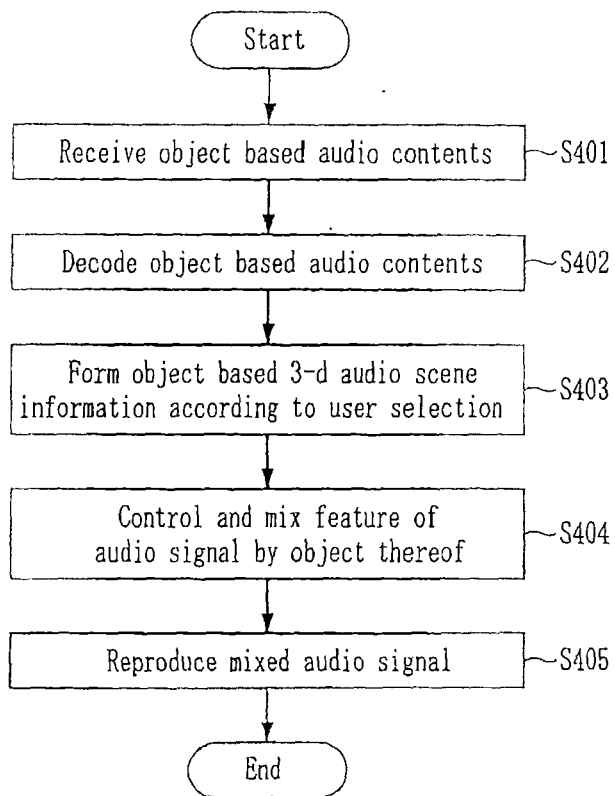 Start
Receive object based audio contents
S401
Decode object based audio contents
S402
Form object based 3-d audio scene
information according to user selection
S403
Control and mix feature of
audio signal by object thereof
S404
Reproduce mixed audio signal
S405
End